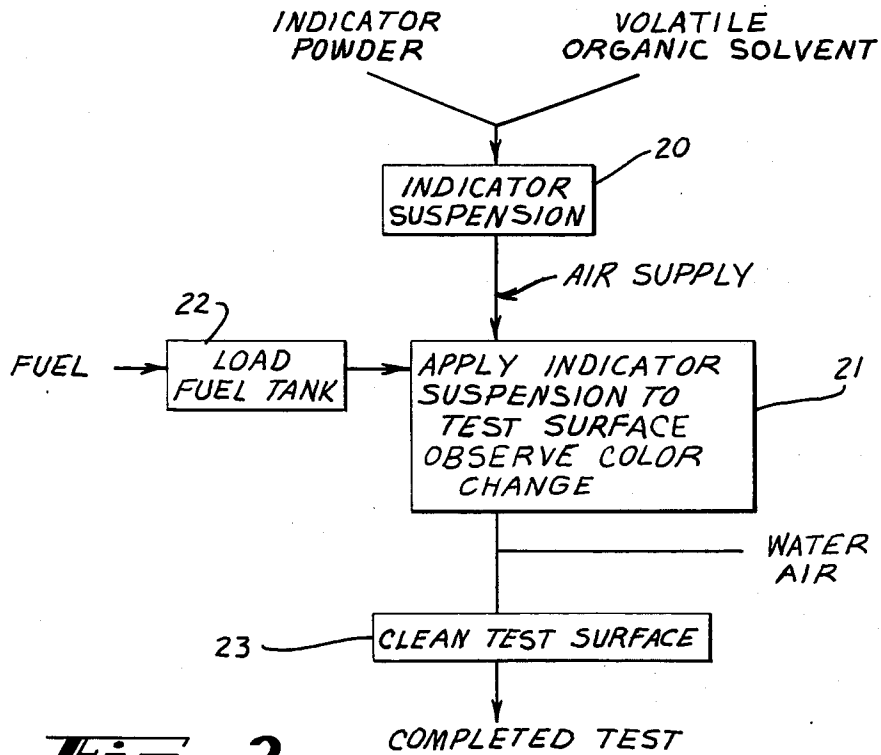 INDICATOR
POWDER
VOLATILE
ORGANIC SOLVENT
20
INDICATOR
SUSPENSION
AIR SUPPLY
22
FUEL
LOAD
FUEL TANK
APPLY INDICATOR
SUSPENSION TO
TEST SURFACE
OBSERVE COLOR
CHANGE
21
WATER
AIR
23
CLEAN TEST SURFACE
COMPLETED TEST